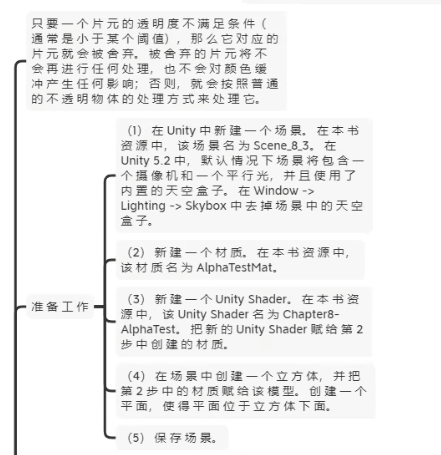 只要一个片元的透明度不满足条件（
通常是小于某个阈值），那么它对应的
片元就会被舍弃。被舍弃的片元将不
会再进行任何处理，也不会对颜色缓
冲产生任何影响；否则，就会按照普通
的不透明物体的处理方式来处理它。
（1）在 Unity 中新建一个场景。在本书
资源中，该场景名为 Scene_8_3。在
Unity 5.2 中，默认情况下场景将包含一
个摄像机和一个平行光，并且使用了
内置的天空盒子。在 Window ->
Lighting -> Skybox 中去掉场景中的天空
盒子。
（2）新建一个材质。在本书资源中，
该材质名为 AlphaTestMat。
准备工作
（3）新建一个 Unity Shader。在本书资
源中，该 Unity Shader 名为 Chapter8-
AlphaTest。把新的 Unity Shader 赋给第 2
步中创建的材质。
（4）在场景中创建一个立方体，并把
第 2 步中的材质赋给该模型。创建一个
平面，使得平面位于立方体下面。
（5）保存场景。